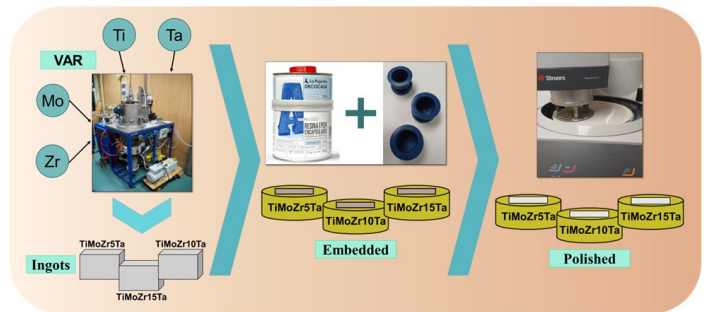 VAR
Ti
Ta
Mo
Zr
TiMoZr5Ta
TiMoZr10Ta
TiMoZr15Ta
Ingots
La Pajarita
DECOCASA
RESINA EPOXI
ENCAPSULADOS
TiMoZr5Ta
TiMoZr10Ta
TiMoZr15Ta
Embedded
Struers
TiMoZr5Ta
TiMoZr10Ta
TiMoZr15Ta
Polished